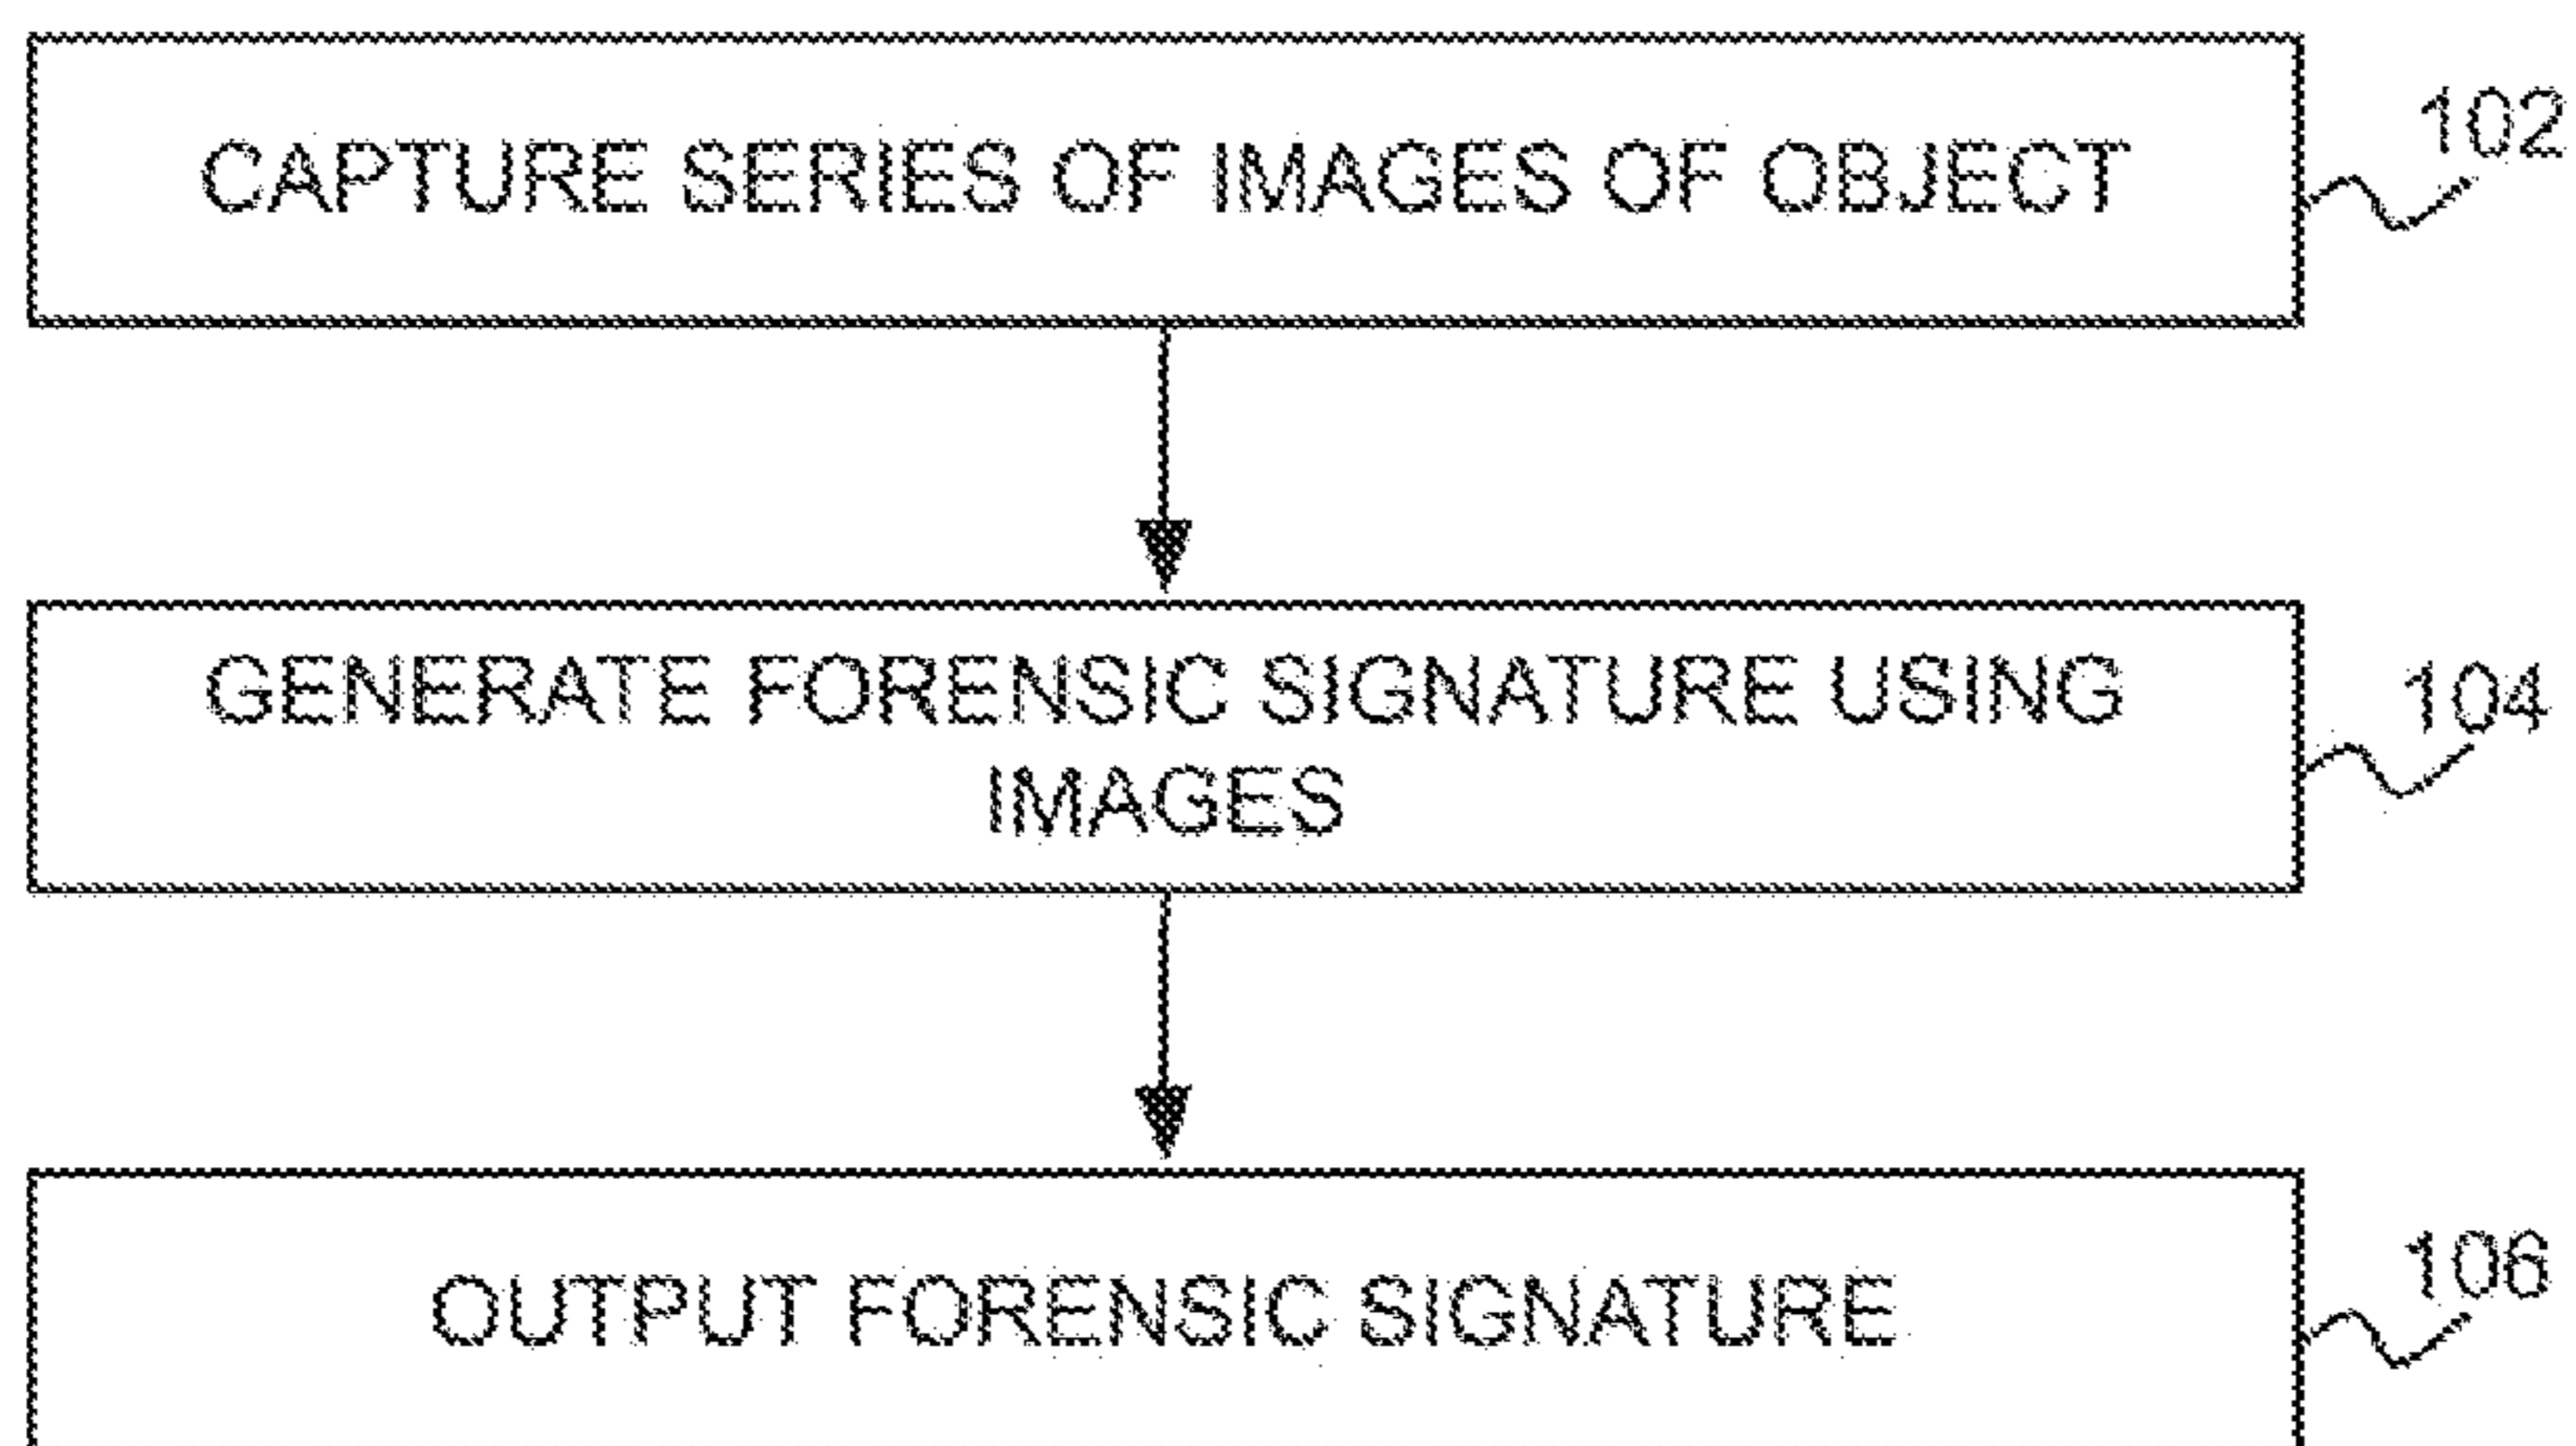 102
CAPTURE SERIES OF IMAGES OF OBJECT
GENERATE FORENSIC SIGNATURE USING
IMAGES
104
OUTPUT FORENSIC SIGNATURE
106